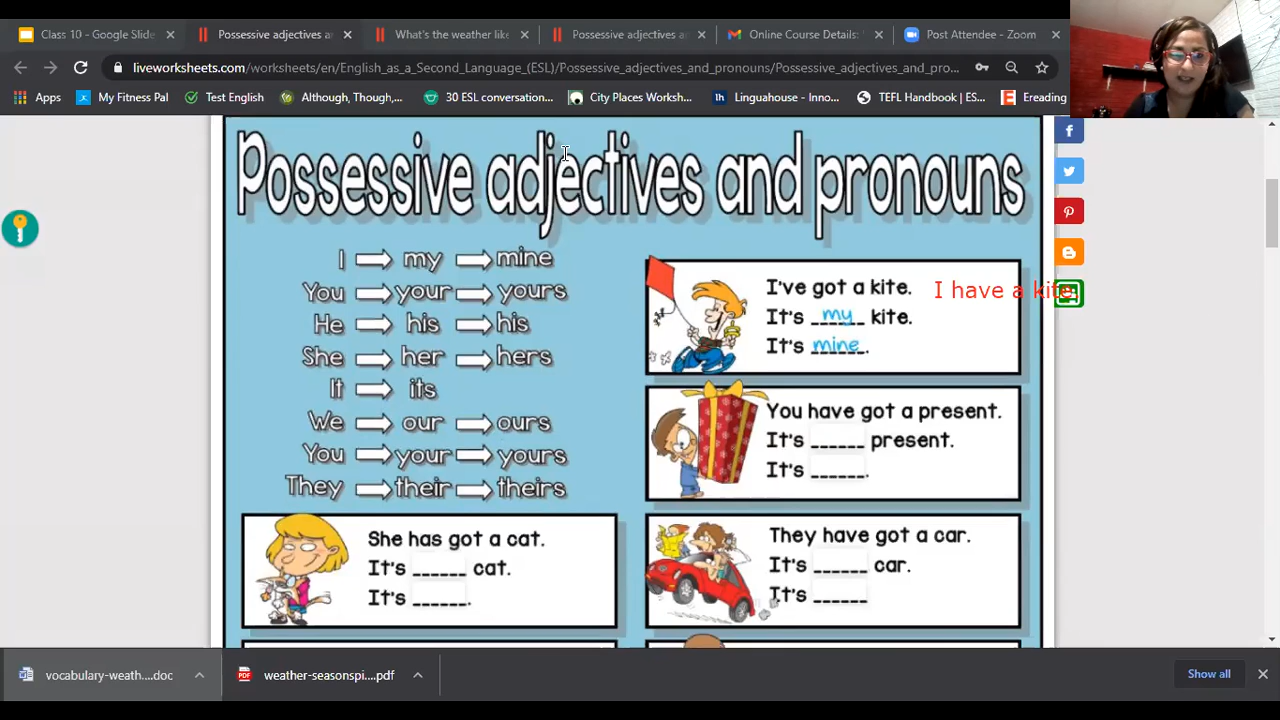 Class 10 - Google Slide
Possessive adjectives an
What's the weather like
Possessive adjectives an
Online Course Details:
Post Attendee - Zoom
liveworksheets.com/worksheets/en/English_as_a_Second_Language_(ESL)/Possessive_adjectives_and_pronouns/Possessive_adjectives_and_pro...
Apps
My Fitness Pal
Test English
Although, Though,...
30 ESL conversation...
City Places Worksh...
Linguahouse - Inno...
TEFL Handbook | ES...
Ereading
Possessive adjectives and pronouns
I my mine
You your yours
He his his
She her hers
It its
We our ours
You your yours
They their theirs
I've got a kite.
I have a kite
It's my kite.
It's mine.
You have got a present.
It's ______ present.
It's ______.
She has got a cat.
It's ______ cat.
It's ______.
They have got a car.
It's ______ car.
It's ______
vocabulary-weath....doc
weather-seasonspi....pdf
Show all